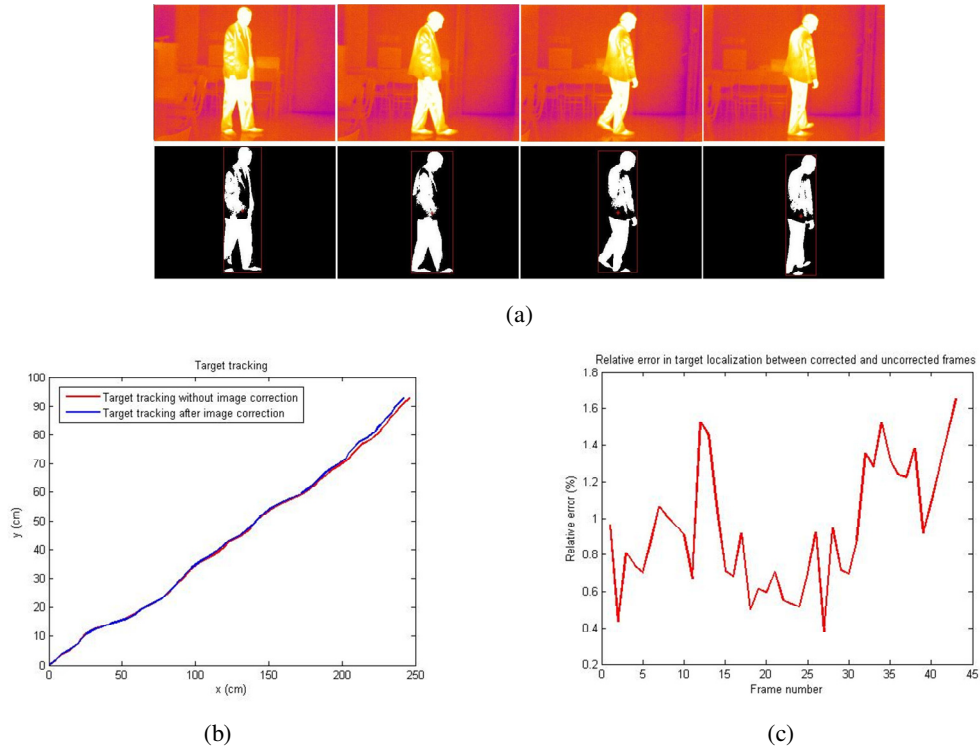 (a)
Target tracking
Target tracking without image correction
Target tracking after image correction
100
90
80
70
60
50
40
30
20
10
0
y (cm)
0 50 100 150 200 250
x (cm)
(b)
Relative error in target localization between corrected and uncorrected frames
1.8
1.6
1.4
1.2
1
0.8
0.6
0.4
0.2
Relative error (%)
0 5 10 15 20 25 30 35 40 45
Frame number
(c)